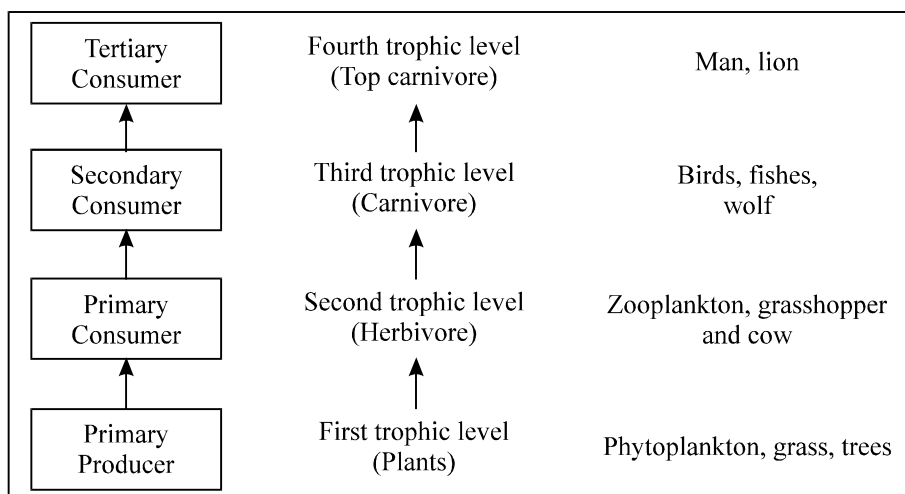 Tertiary
Consumer
Fourth trophic level
(Top carnivore)
Man, lion
Secondary
Consumer
Third trophic level
(Carnivore)
Birds, fishes,
wolf
Primary
Consumer
Second trophic level
(Herbivore)
Zooplankton, grasshopper
and cow
Primary
Producer
First trophic level
(Plants)
Phytoplankton, grass, trees